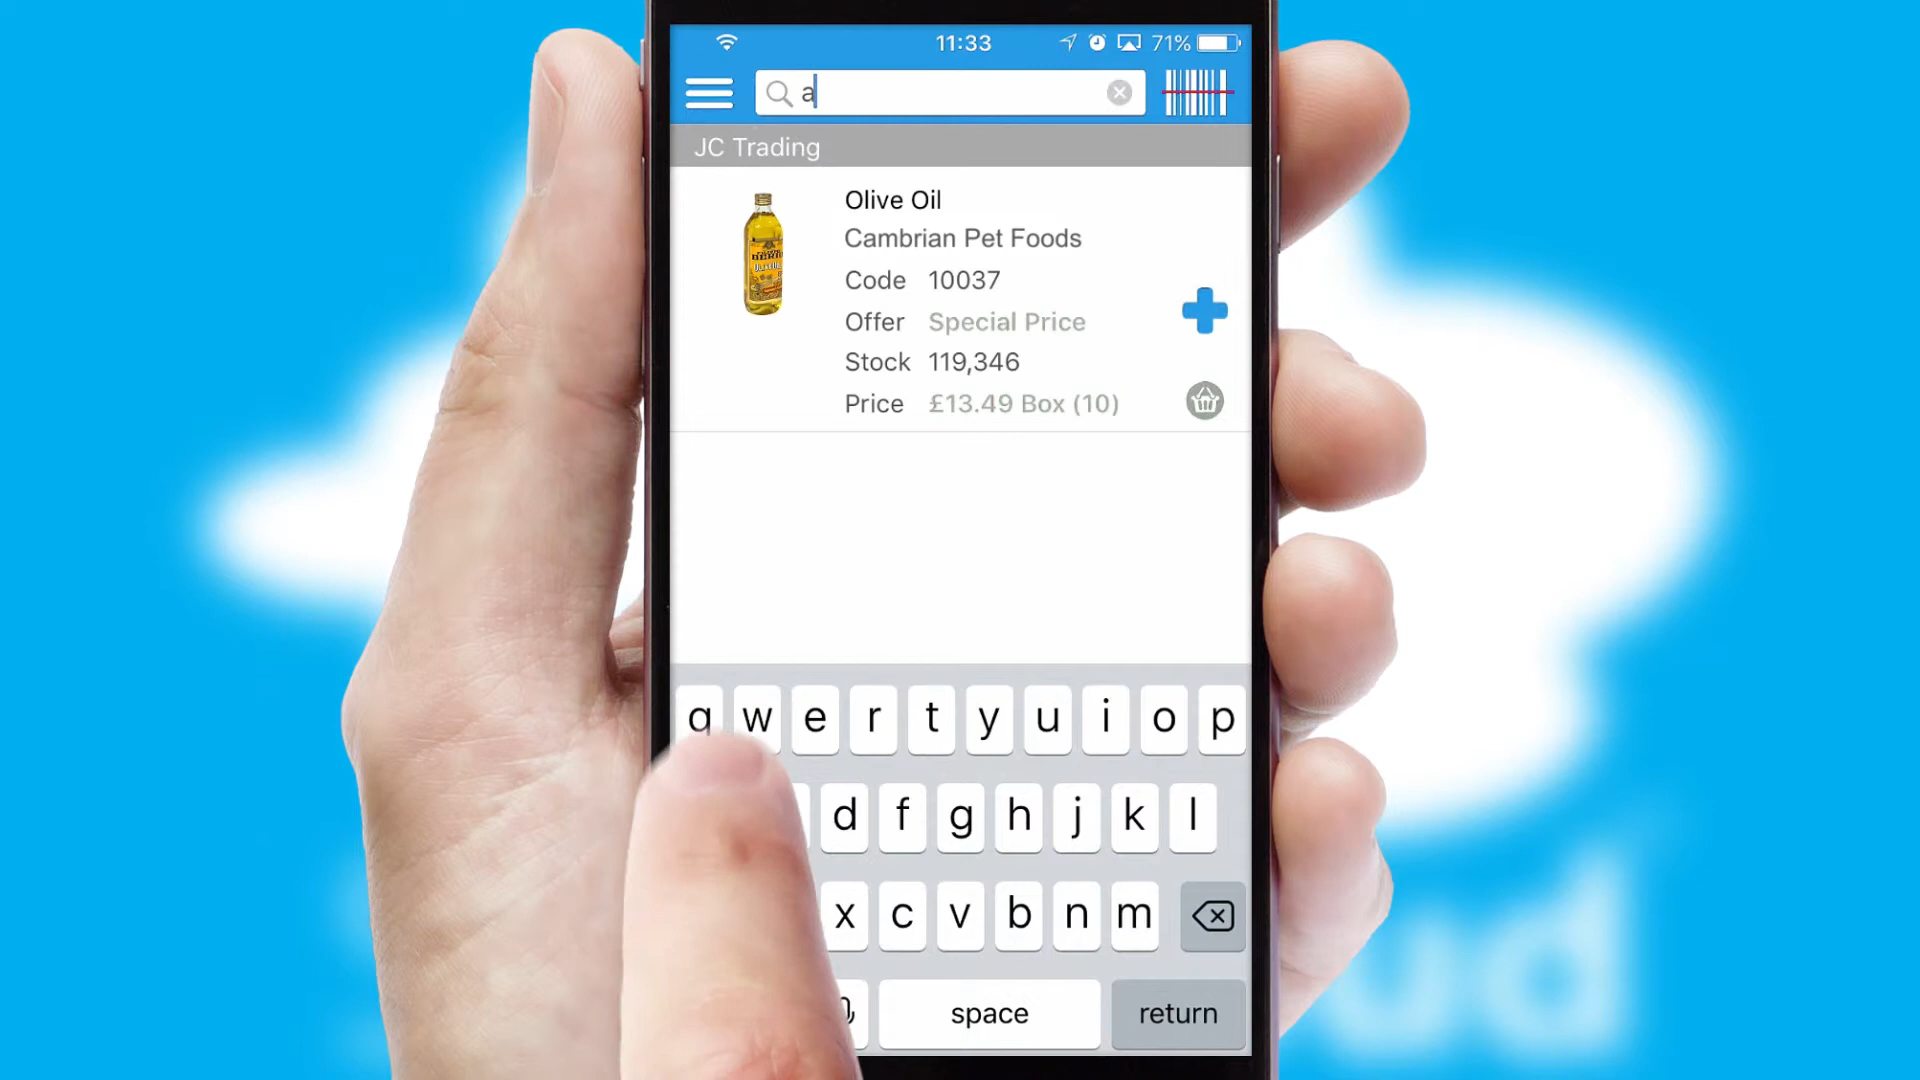 11:33
71%
a
JC Trading
Olive Oil
Cambrian Pet Foods
Code 10037
Offer Special Price
Stock 119,346
Price £13.49 Box (10)
q w e r t y u i o p
d f g h j k l
x c v b n m
space return
ud